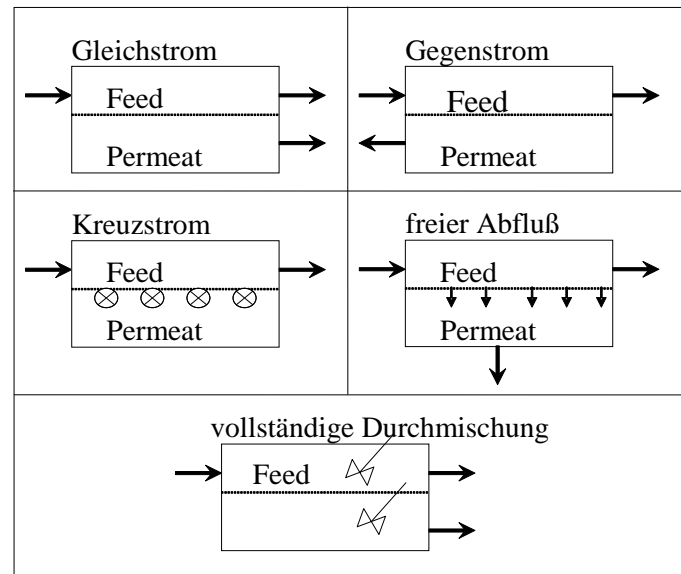 Gleichstrom
Feed
Permeat
Gegenstrom
Feed
Permeat
Kreuzstrom
Feed
Permeat
freier Abfluß
Feed
Permeat
vollständige Durchmischung
Feed